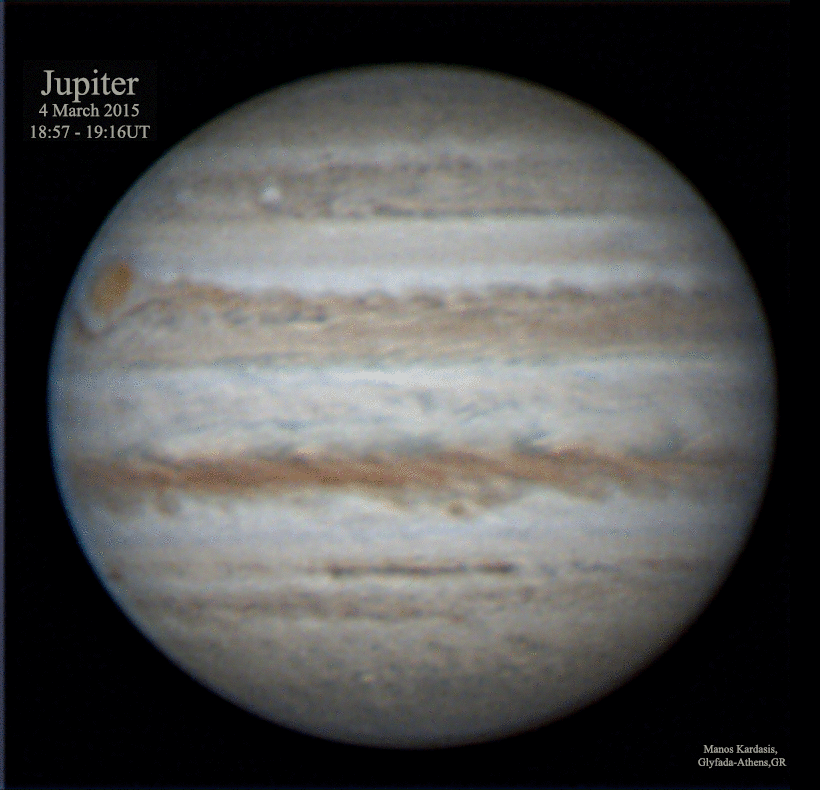 Jupiter
4 March 2015
18:57 - 19:16UT
Manos Kardasis,
Glyfada-Athens,GR